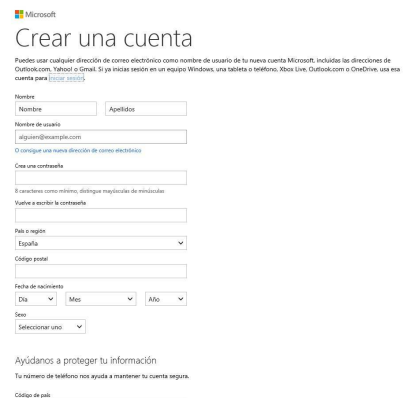 Microsoft
Crear una cuenta
Puedes usar cualquier dirección de correo electrónico como nombre de usuario de tu nueva cuenta Microsoft, incluidas las direcciones de
Outlook.com, Yahoo! o Gmail. Si ya inicias sesión en un equipo Windows, una tableta o teléfono, Xbox Live, Outlook.com o OneDrive, usa esa
cuenta para iniciar sesión.
Nombre
Nombre Apellidos
Nombre de usuario
alguien@example.com
O consigue una nueva dirección de correo electrónico
Crea una contraseña
8 caracteres como mínimo, distingue mayúsculas de minúsculas
Vuelve a escribir la contraseña
País o región
España
Código postal
Fecha de nacimiento
Día Mes Año
Sexo
Seleccionar uno
Ayúdanos a proteger tu información
Tu número de teléfono nos ayuda a mantener tu cuenta segura.
Código de país